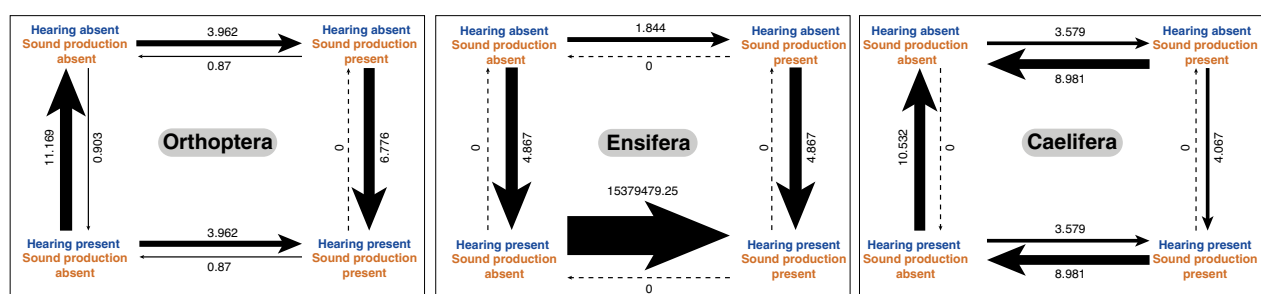 Hearing absent
Sound production
absent
3.962
0.87
Hearing absent
Sound production
present
11.169
0.903
Orthoptera
0
6.776
Hearing present
Sound production
absent
3.962
0.87
Hearing present
Sound production
present
Hearing absent
Sound production
absent
1.844
0
Hearing absent
Sound production
present
0
4.867
Ensifera
0
4.867
15379479.25
Hearing present
Sound production
absent
0
Hearing present
Sound production
present
Hearing absent
Sound production
absent
3.579
8.981
Hearing absent
Sound production
present
10.532
0
Caelifera
0
4.067
Hearing present
Sound production
absent
3.579
8.981
Hearing present
Sound production
present